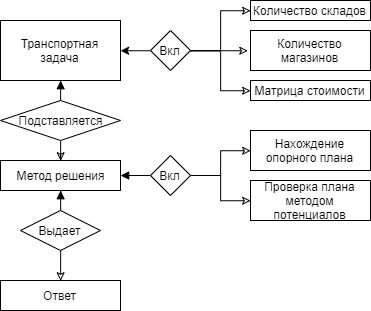 Количество складов
Транспортная
задача
Вкл
Количество
магазинов
Матрица стоимости
Подставляется
Нахождение
опорного плана
Метод решения
Вкл
Проверка плана
методом
потенциалов
Выдает
Ответ